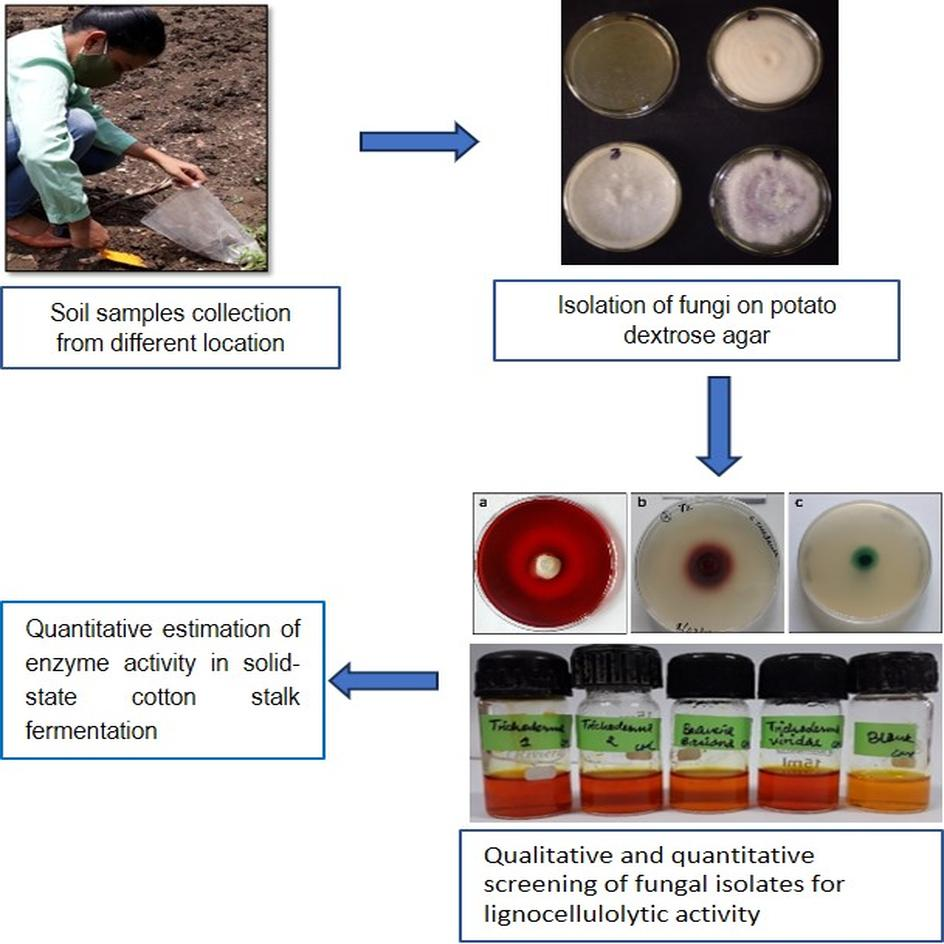 Soil samples collection
from different location
Isolation of fungi on potato
dextrose agar
a
b
c
Trichoderma
1
Trichoderma
2
Trichoderma
viridae
15ml
Blank
Quantitative estimation of
enzyme activity in solid-
state cotton stalk
fermentation
Qualitative and quantitative
screening of fungal isolates for
lignocellulolytic activity